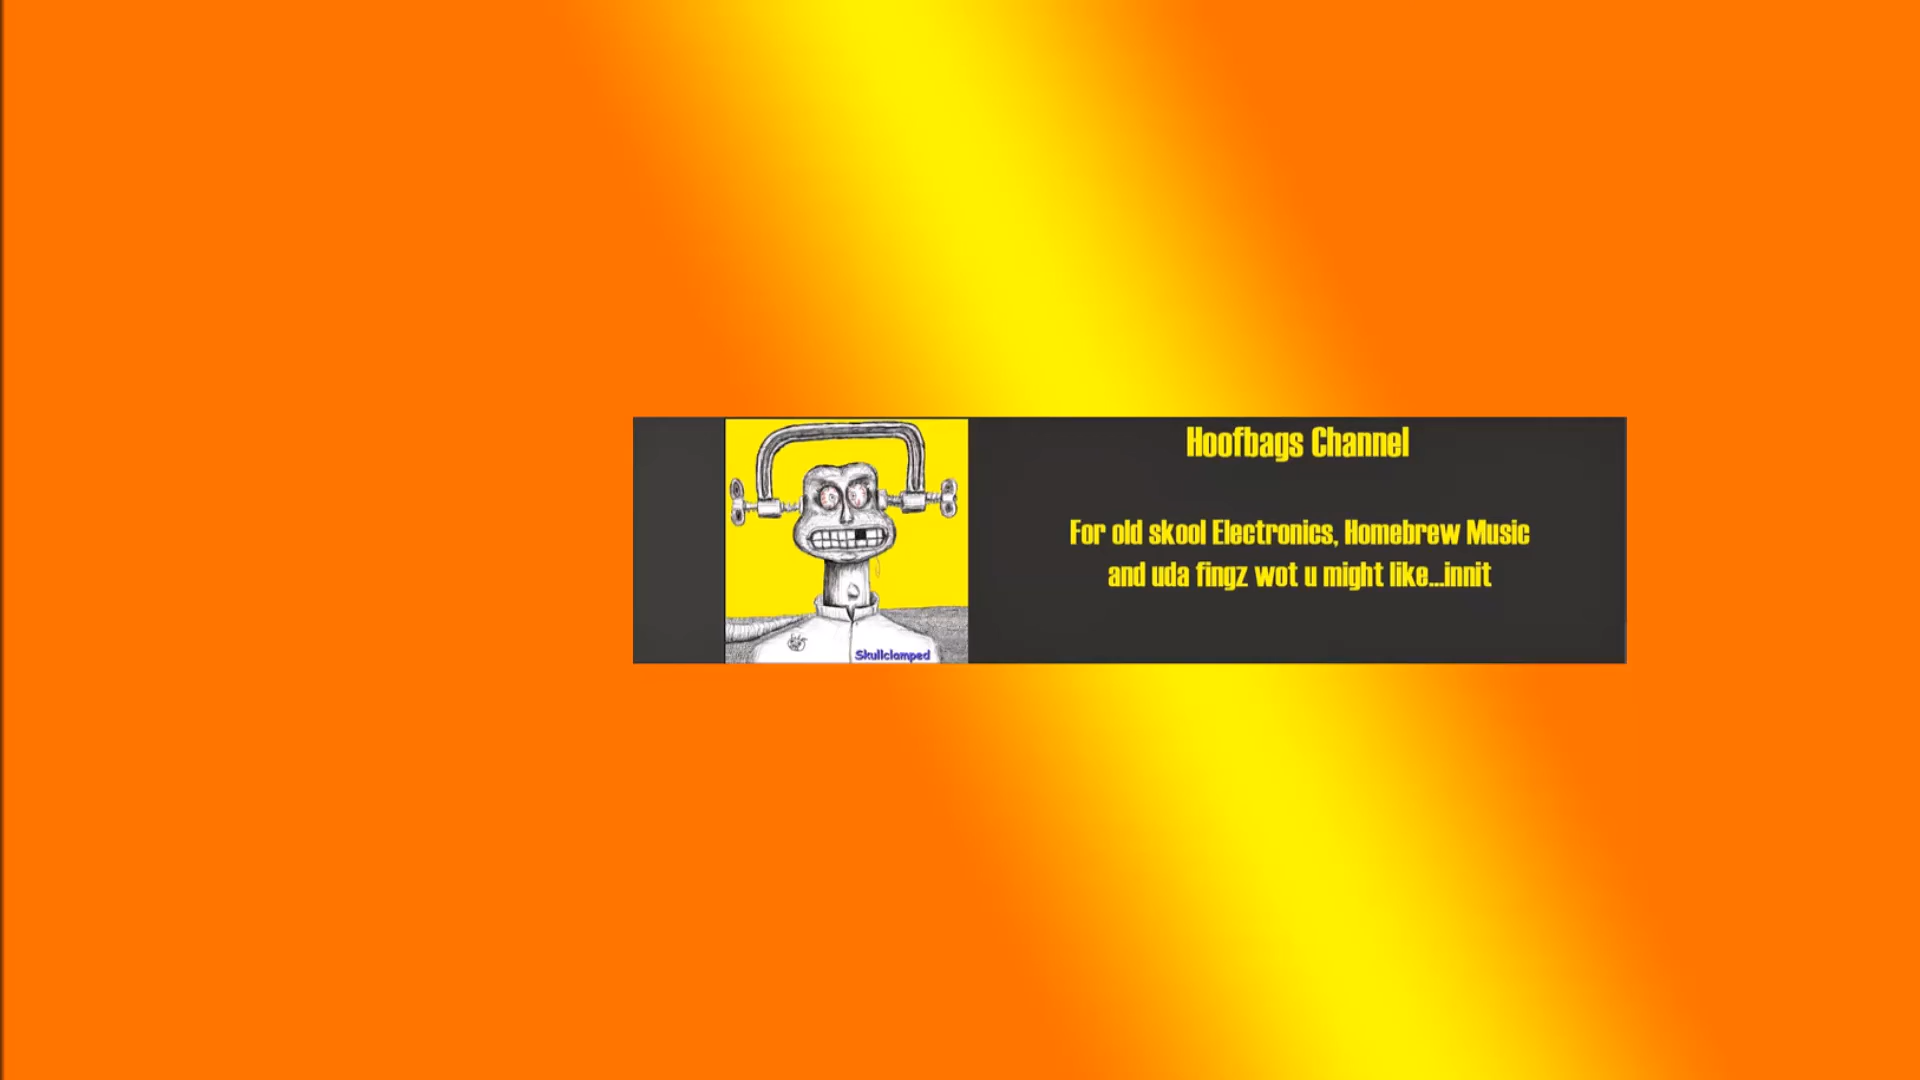 Hoofbags Channel
For old skool Electronics, Homebrew Music
and uda fingz wot u might like...innit
Skullclamped